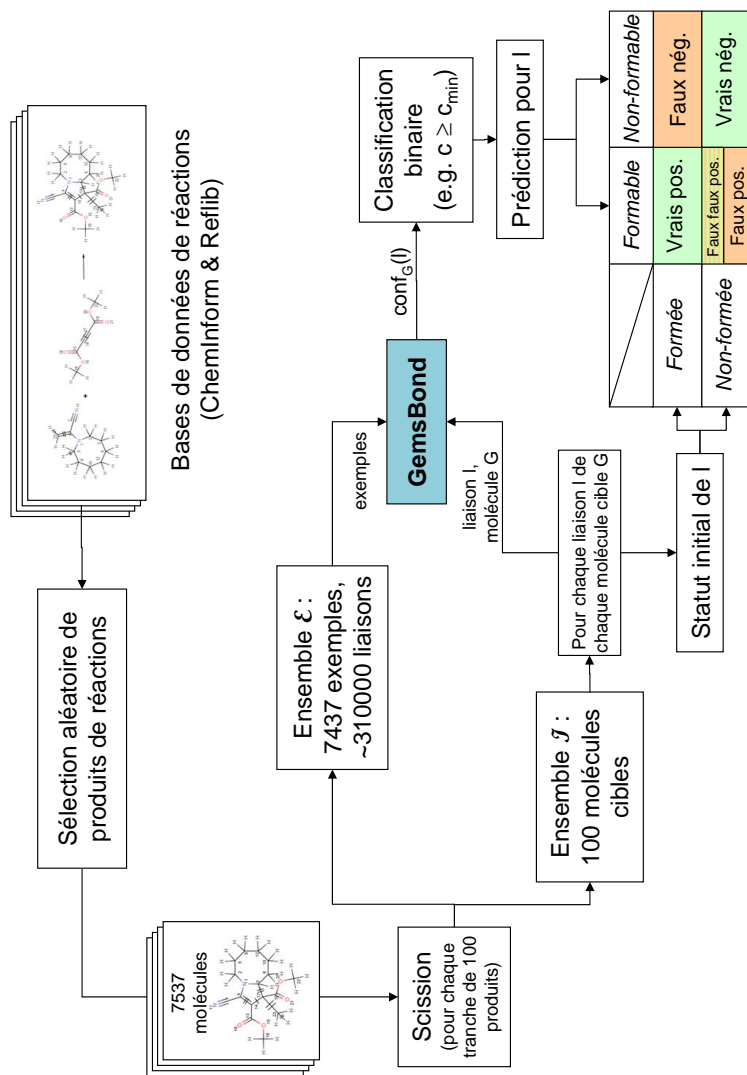 Bases de données de réactions
(ChemInform & Reflib)
Sélection aléatoire de
produits de réactions
7537
molécules
Scission
(pour chaque
tranche de 100
produits)
Ensemble ℰ :
7437 exemples,
~310000 liaisons
Ensemble 𝒯 :
100 molécules
cibles
exemples
GemsBond
liaison l,
molécule G
Pour chaque liaison l de
chaque molécule cible G
Statut initial de l
conf_G(l)
Classification
binaire
(e.g. c ≥ c_min)
Prédiction pour l
Formable
Non-formable
Formée
Vrais pos.
Faux nég.
Non-formée
Faux faux pos.
Faux pos.
Vrais nég.